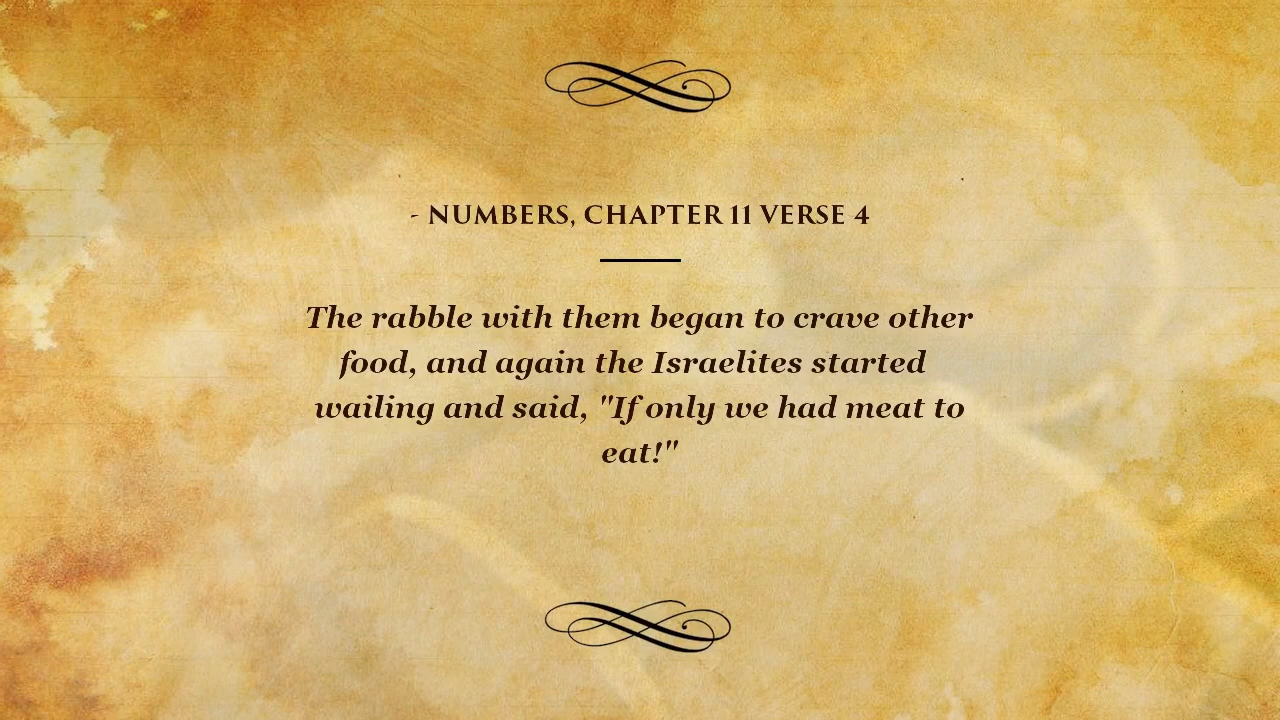 - NUMBERS, CHAPTER 11 VERSE 4
The rabble with them began to crave other
food, and again the Israelites started
wailing and said, "If only we had meat to
eat!"